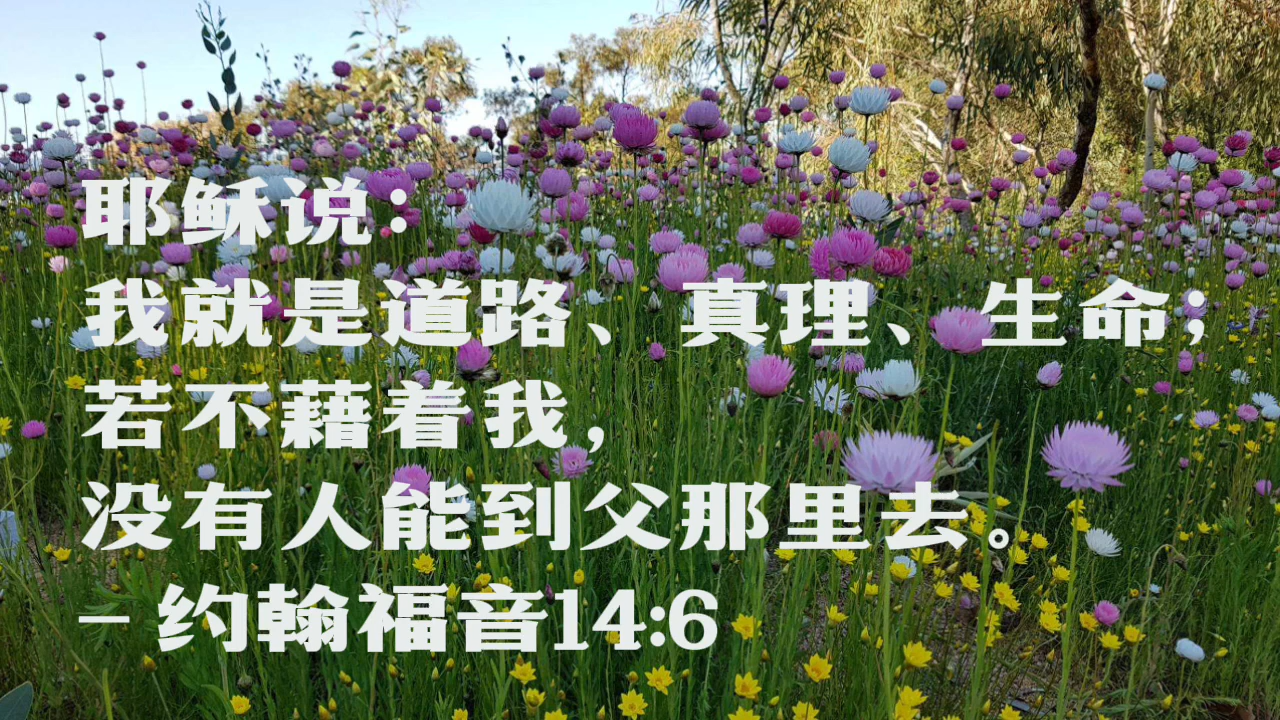 耶稣说：
我就是道路、真理、生命；
若不藉着我，
没有人能到父那里去。
- 约翰福音14:6